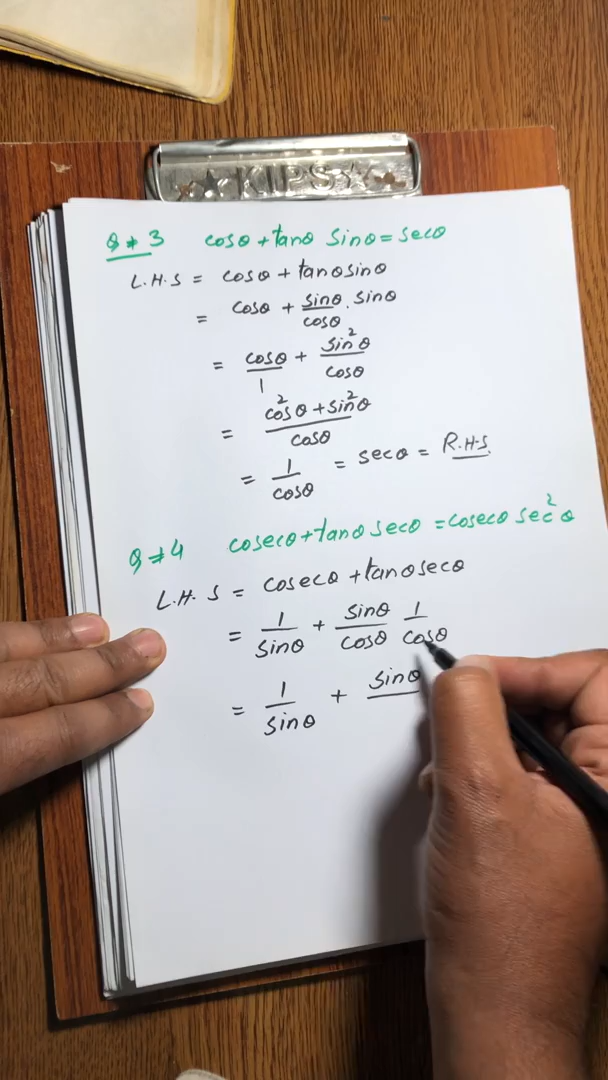 ★KIPS★
Q # 3 cosθ + tanθ sinθ = secθ
L.H.S = cosθ + tanθ sinθ
= cosθ + sinθ/cosθ . sinθ
= cosθ/1 + sin²θ/cosθ
= cos²θ + sin²θ/cosθ
= 1/cosθ = secθ = R.H.S.
Q # 4 cosecθ + tanθ secθ = cosecθ sec²θ
L.H.S = cosecθ + tanθ secθ
= 1/sinθ + sinθ/cosθ 1/cosθ
= 1/sinθ + sinθ